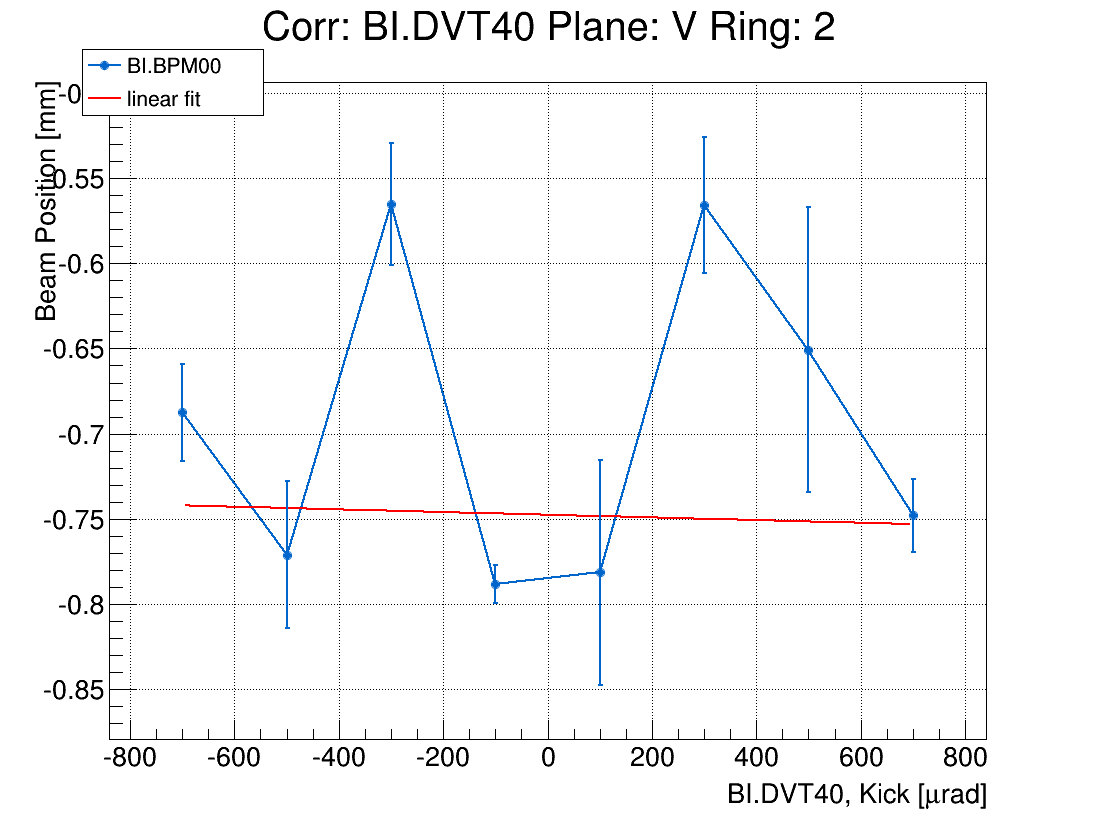 Corr: BI.DVT40 Plane: V Ring: 2
BI.BPM00
linear fit
Beam Position [mm]
-0
-0.55
-0.6
-0.65
-0.7
-0.75
-0.8
-0.85
-800 -600 -400 -200 0 200 400 600 800
BI.DVT40, Kick [μrad]